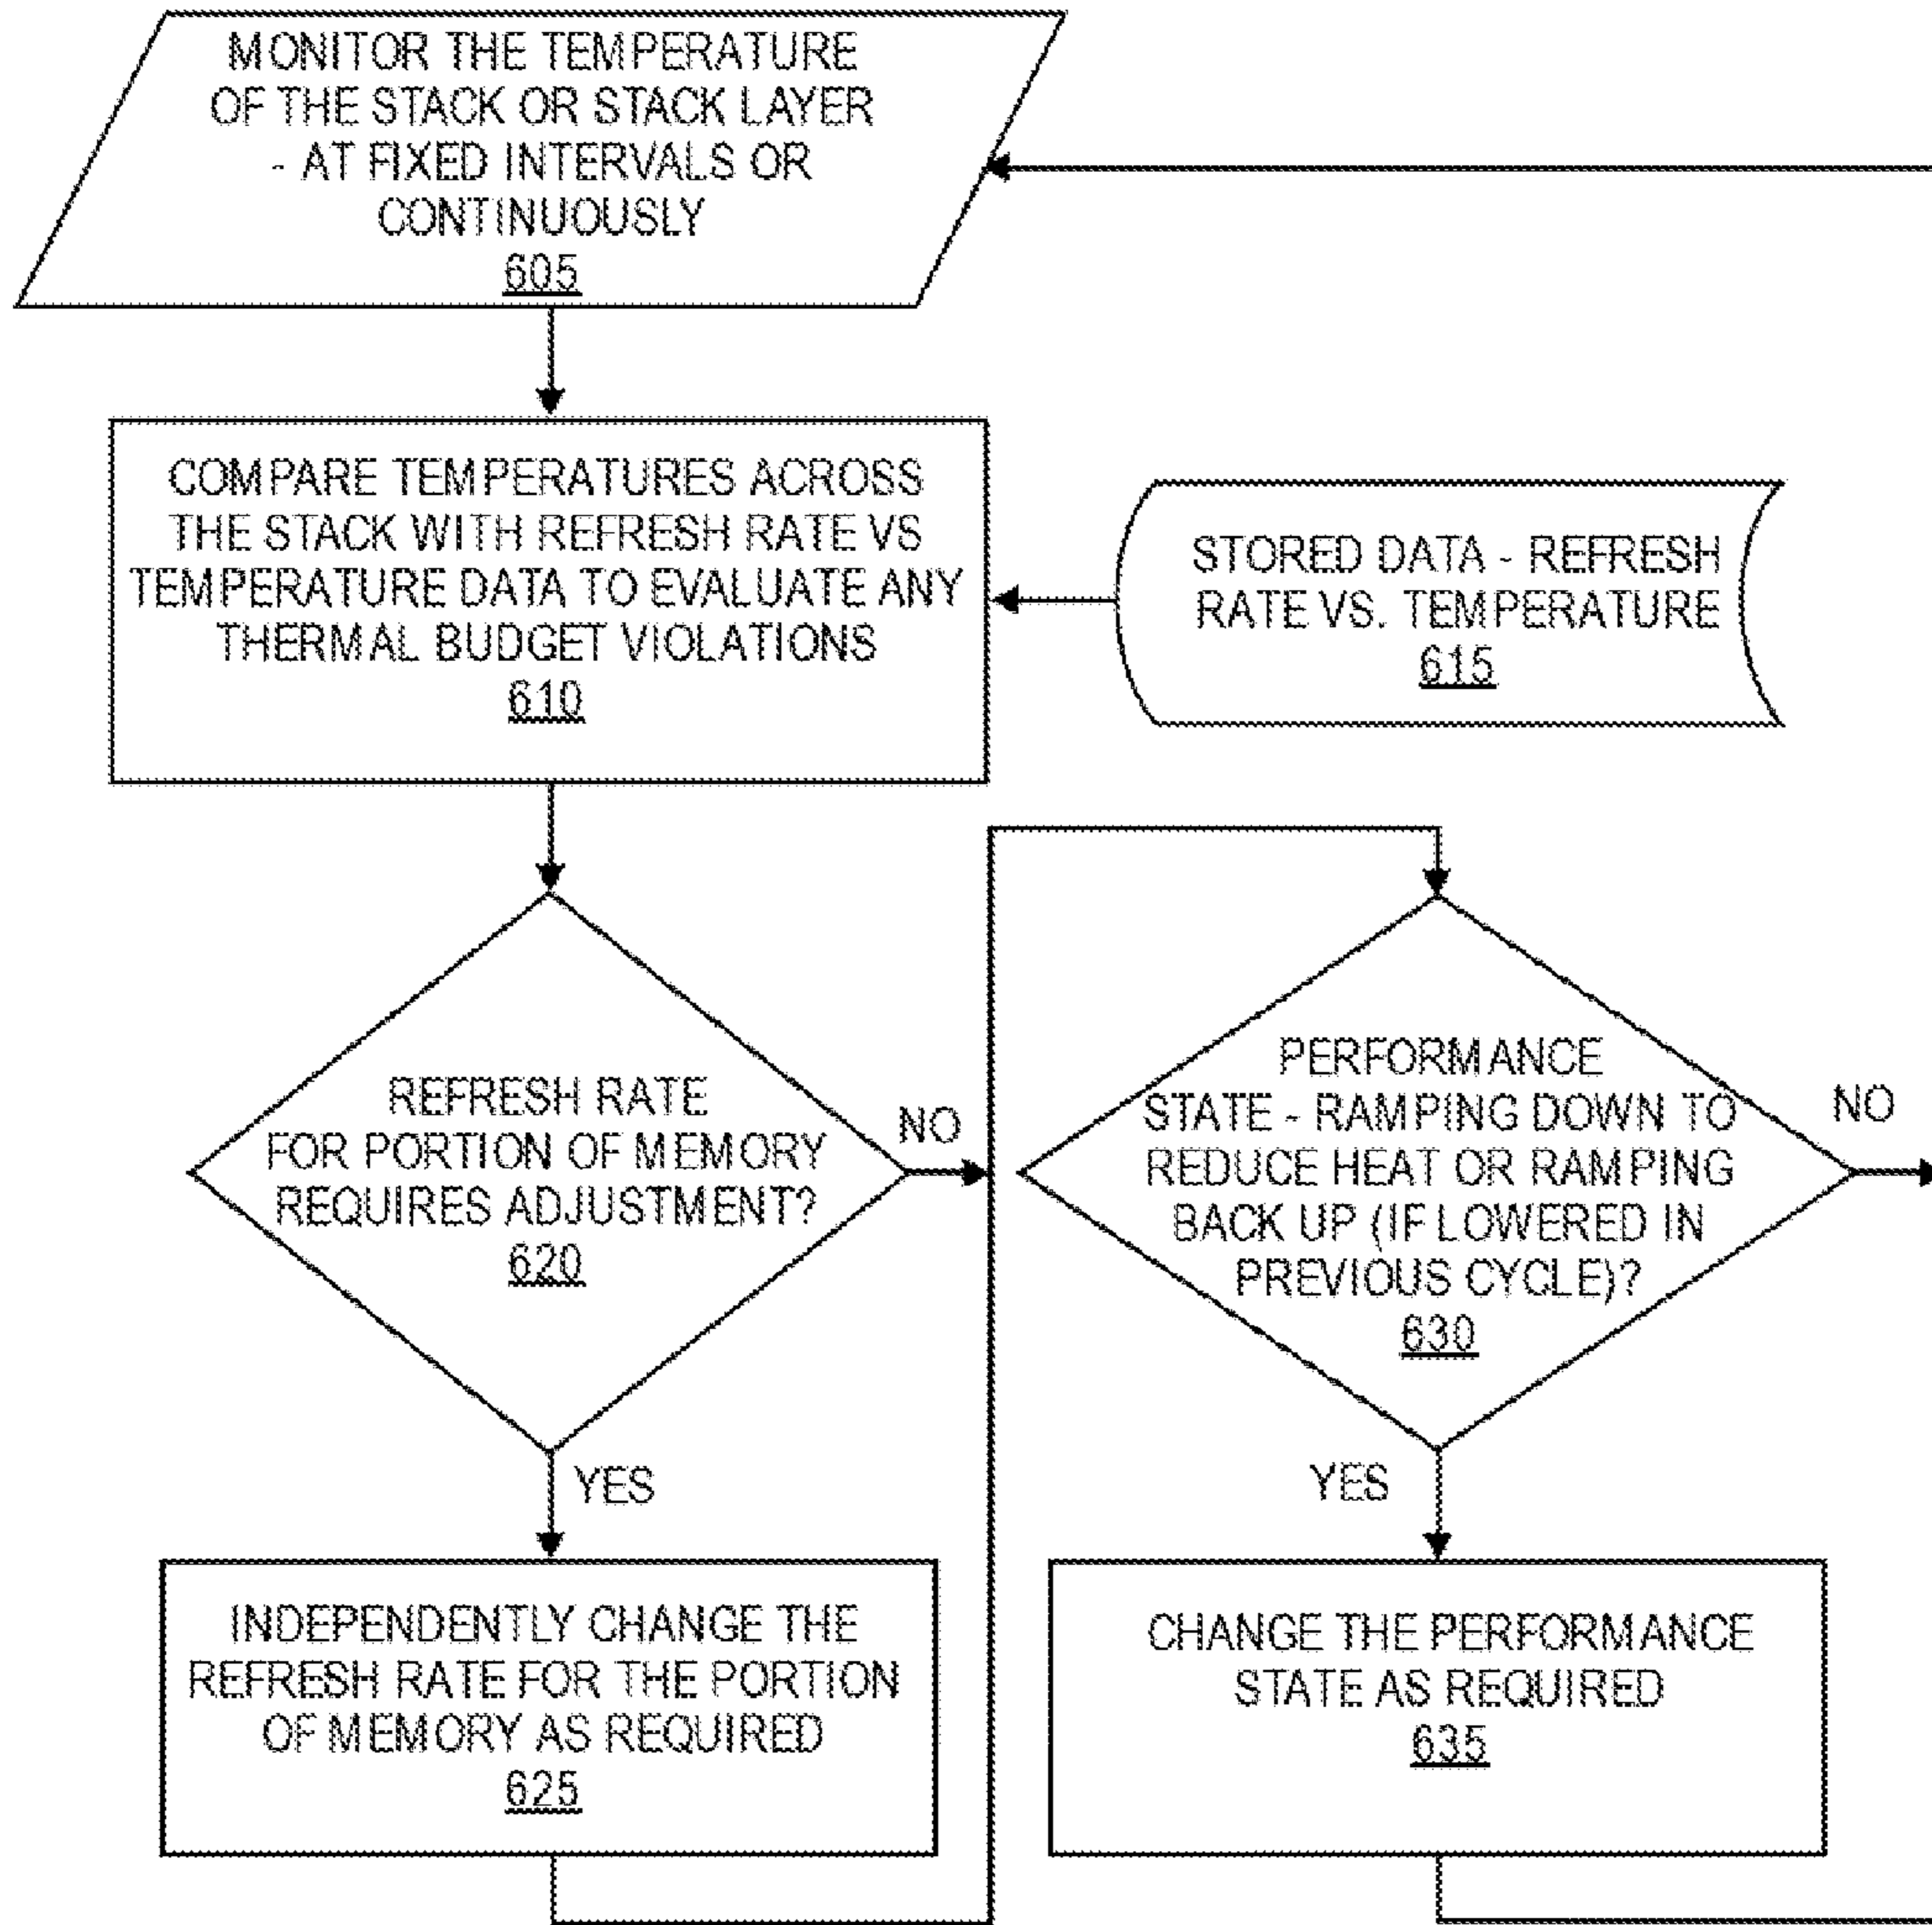 MONITOR THE TEMPERATURE
OF THE STACK OR STACK LAYER
- AT FIXED INTERVALS OR
CONTINUOUSLY
605
COMPARE TEMPERATURES ACROSS
THE STACK WITH REFRESH RATE VS
TEMPERATURE DATA TO EVALUATE ANY
THERMAL BUDGET VIOLATIONS
610
STORED DATA - REFRESH
RATE VS. TEMPERATURE
615
REFRESH RATE
FOR PORTION OF MEMORY
REQUIRES ADJUSTMENT?
620
NO
YES
INDEPENDENTLY CHANGE THE
REFRESH RATE FOR THE PORTION
OF MEMORY AS REQUIRED
625
PERFORMANCE
STATE - RAMPING DOWN TO
REDUCE HEAT OR RAMPING
BACK UP (IF LOWERED IN
PREVIOUS CYCLE)?
630
NO
YES
CHANGE THE PERFORMANCE
STATE AS REQUIRED
635